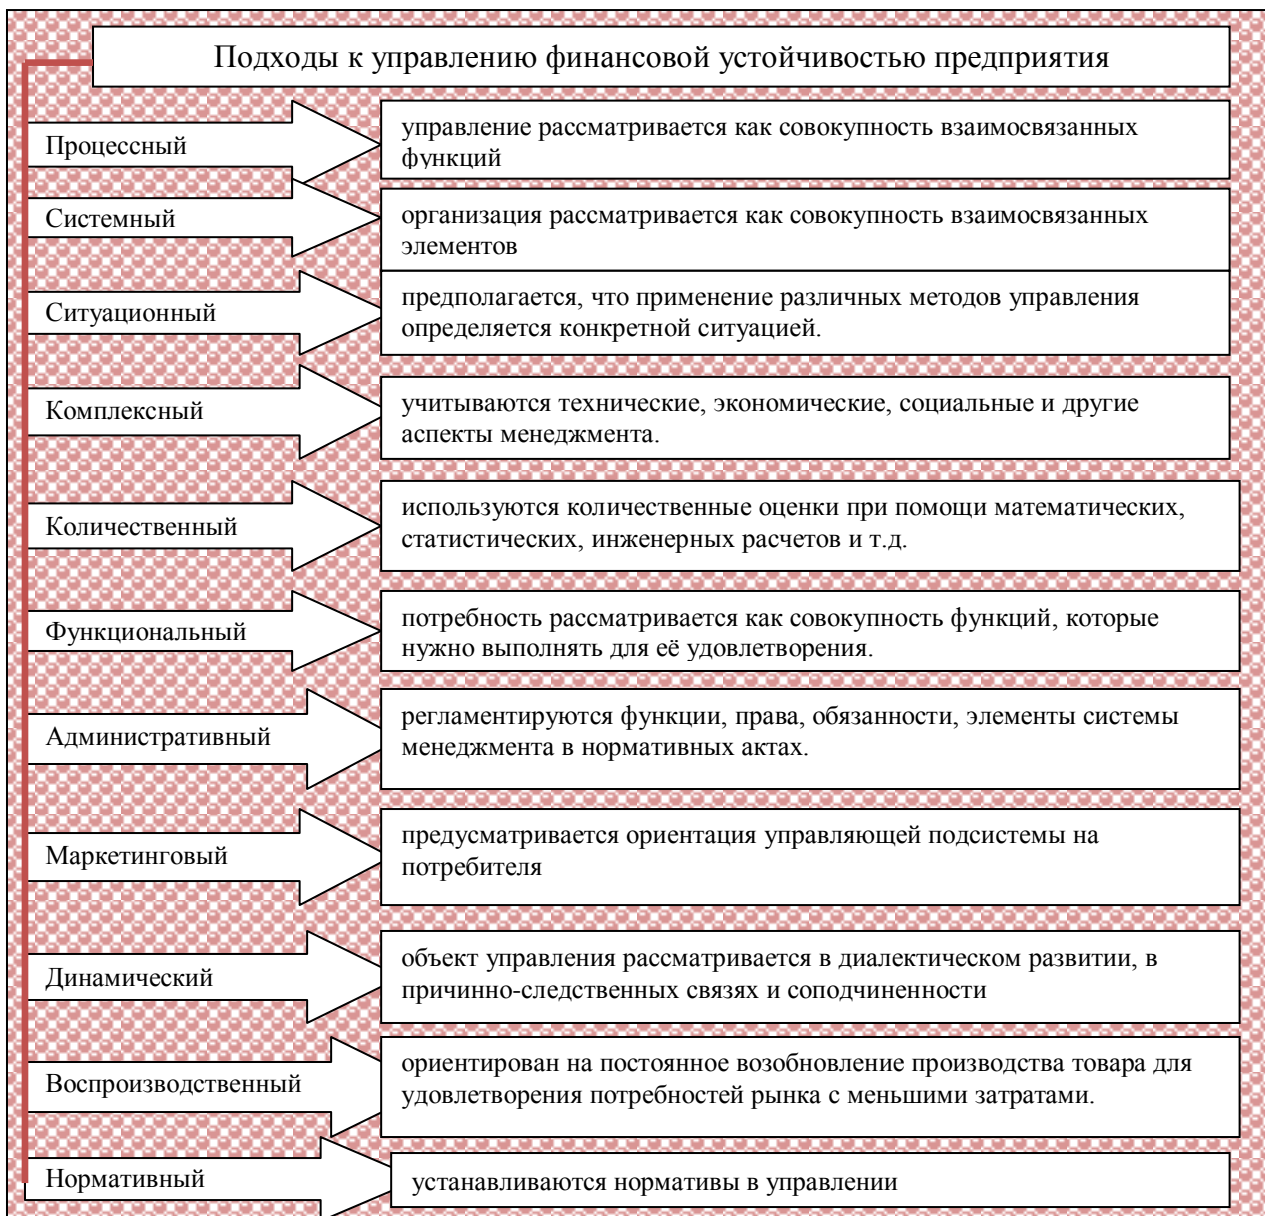 Подходы к управлению финансовой устойчивостью предприятия
Процессный
управление рассматривается как совокупность взаимосвязанных
функций
Системный
организация рассматривается как совокупность взаимосвязанных
элементов
Ситуационный
предполагается, что применение различных методов управления
определяется конкретной ситуацией.
Комплексный
учитываются технические, экономические, социальные и другие
аспекты менеджмента.
Количественный
используются количественные оценки при помощи математических,
статистических, инженерных расчетов и т.д.
Функциональный
потребность рассматривается как совокупность функций, которые
нужно выполнять для её удовлетворения.
Административный
регламентируются функции, права, обязанности, элементы системы
менеджмента в нормативных актах.
Маркетинговый
предусматривается ориентация управляющей подсистемы на
потребителя
Динамический
объект управления рассматривается в диалектическом развитии, в
причинно-следственных связях и соподчиненности
Воспроизводственный
ориентирован на постоянное возобновление производства товара для
удовлетворения потребностей рынка с меньшими затратами.
Нормативный
устанавливаются нормативы в управлении